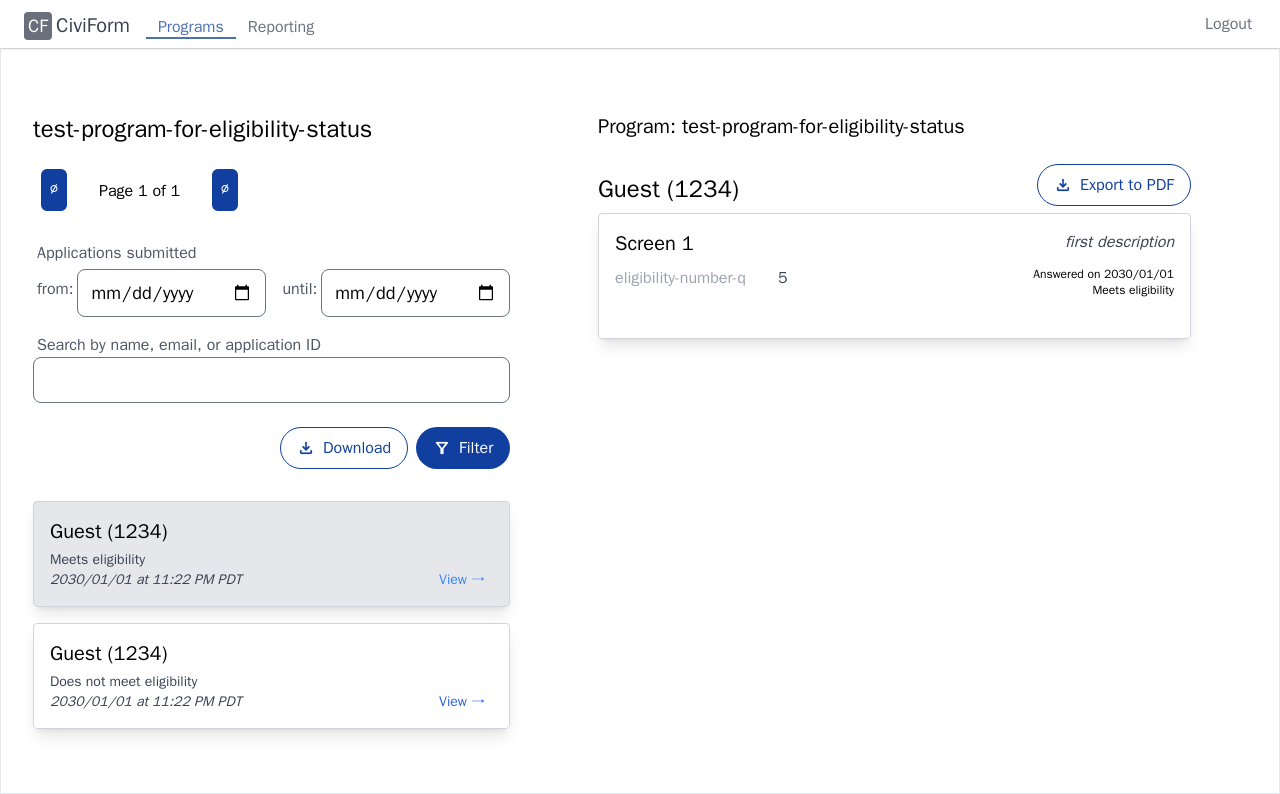 CF CiviForm Programs Reporting Logout
test-program-for-eligibility-status
∅ Page 1 of 1 ∅
Applications submitted
from: mm/dd/yyyy until: mm/dd/yyyy
Search by name, email, or application ID
Download Filter
Guest (1234)
Meets eligibility
2030/01/01 at 11:22 PM PDT View →
Guest (1234)
Does not meet eligibility
2030/01/01 at 11:22 PM PDT View →
Program: test-program-for-eligibility-status
Guest (1234) Export to PDF
Screen 1 first description
eligibility-number-q 5 Answered on 2030/01/01
Meets eligibility